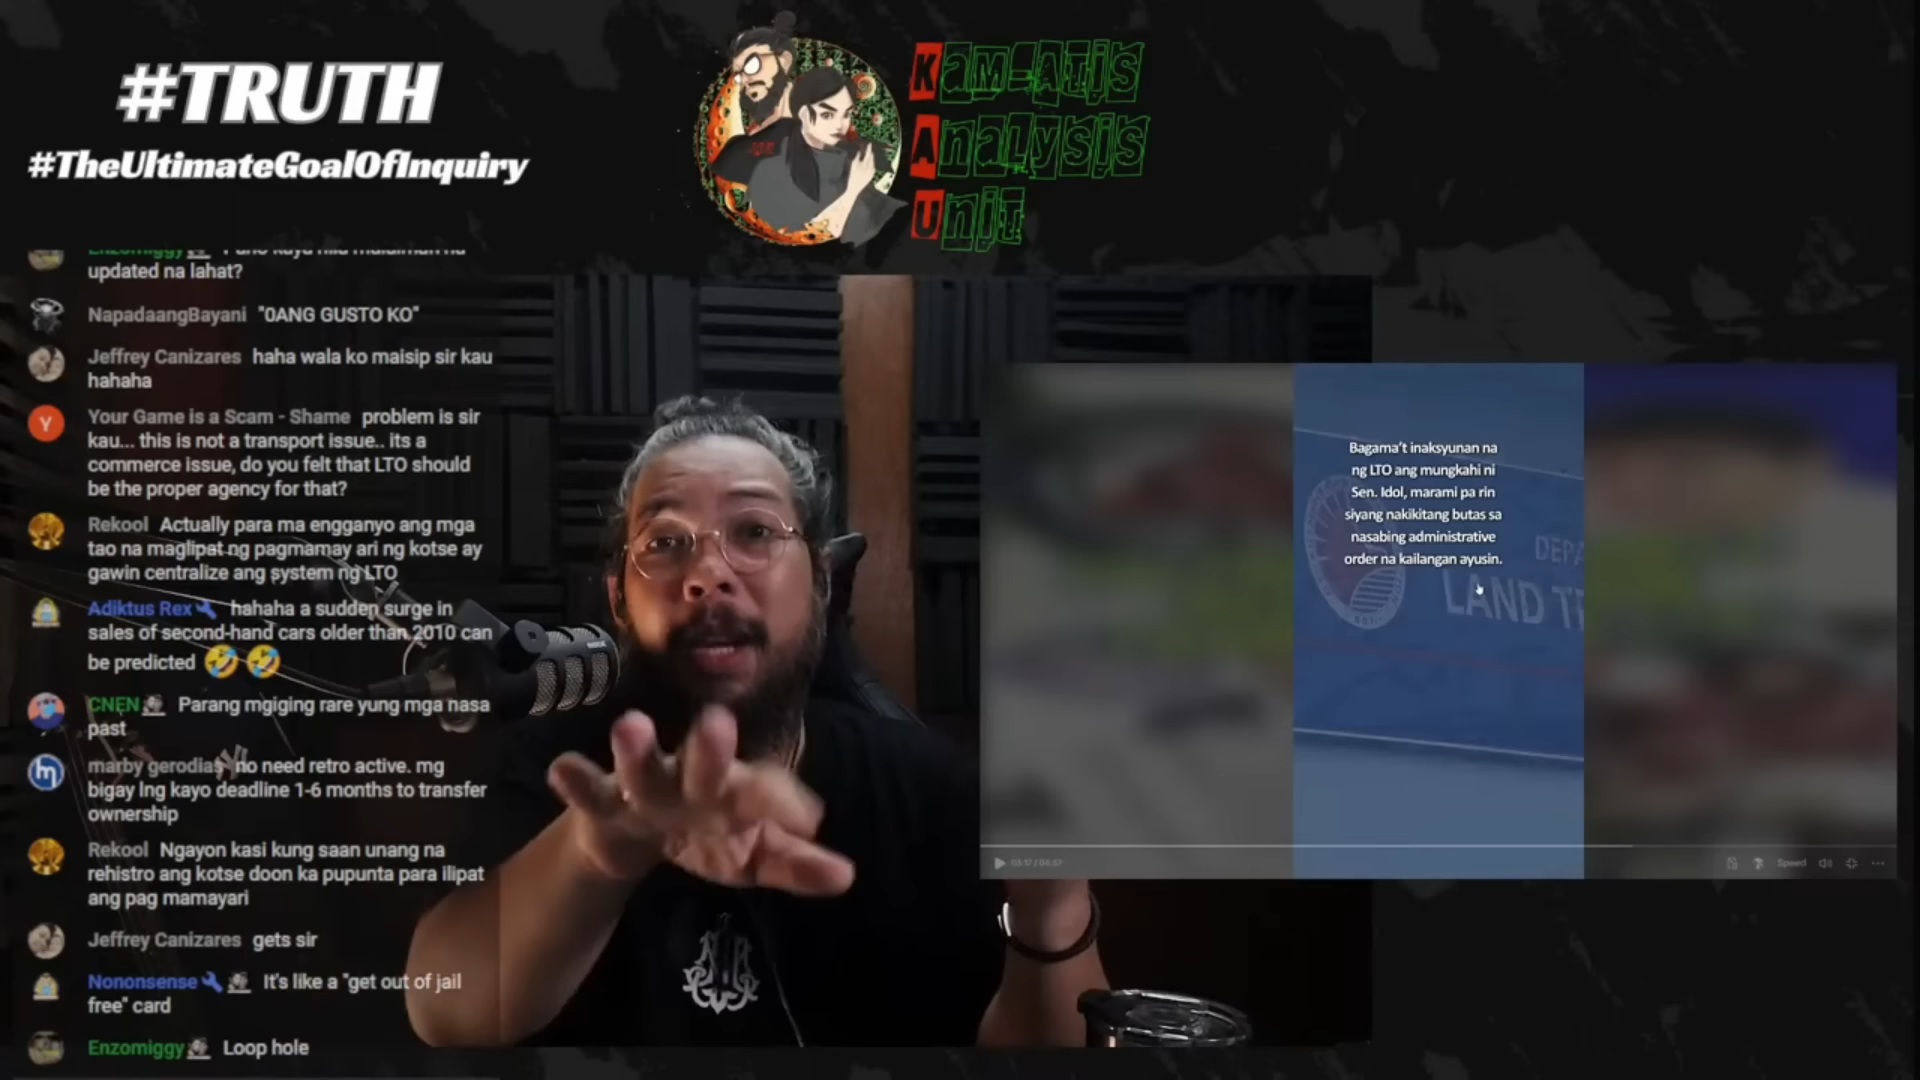 #TRUTH
#TheUltimateGoalOfInquiry
Kam-Atis
Analysis
Unit
Enzomiggy
updated na lahat?
NapadaangBayani "0ANG GUSTO KO"
Jeffrey Canizares haha wala ko maisip sir kau
hahaha
Y
Your Game is a Scam - Shame problem is sir
kau... this is not a transport issue.. its a
commerce issue, do you felt that LTO should
be the proper agency for that?
Rekool Actually para ma engganyo ang mga
tao na maglipat ng pagmamay ari ng kotse ay
gawin centralize ang system ng LTO
Adiktus Rex hahaha a sudden surge in
sales of second-hand cars older than 2010 can
be predicted 🤣 🤣
CNEN Parang mgiging rare yung mga nasa
past
marby gerodias no need retro active. mg
bigay lng kayo deadline 1-6 months to transfer
ownership
Rekool Ngayon kasi kung saan unang na
rehistro ang kotse doon ka pupunta para ilipat
ang pag mamayari
Jeffrey Canizares gets sir
Nononsense It's like a "get out of jail
free" card
Enzomiggy Loop hole
Bagama't inaksyunan na
ng LTO ang mungkahi ni
Sen. Idol, marami pa rin
siyang nakikitang butas sa
nasabing administrative
order na kailangan ayusin.
DEPA
LAND TR
03:17 / 04:57
Speed